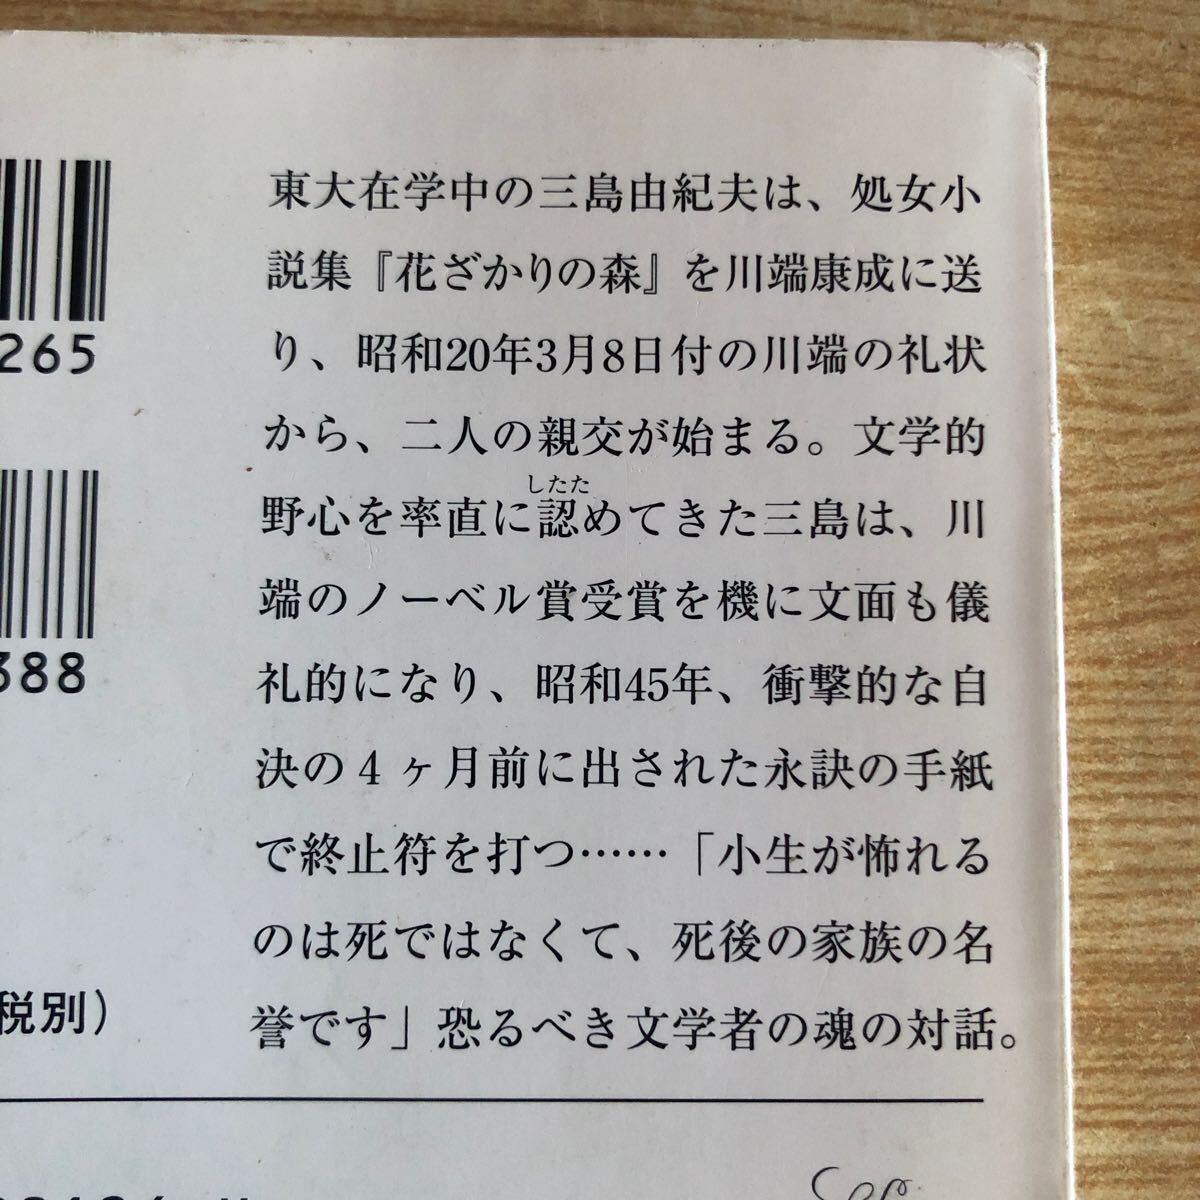 東大在学中の三島由紀夫は、処女小
説集『花ざかりの森』を川端康成に送
り、昭和20年3月8日付の川端の礼状
から、二人の親交が始まる。文学的
したた
野心を率直に認めてきた三島は、川
端のノーベル賞受賞を機に文面も儀
礼的になり、昭和45年、衝撃的な自
決の4ヶ月前に出された永訣の手紙
で終止符を打つ……「小生が怖れる
のは死ではなくて、死後の家族の名
誉です」恐るべき文学者の魂の対話。
265
388
税別)